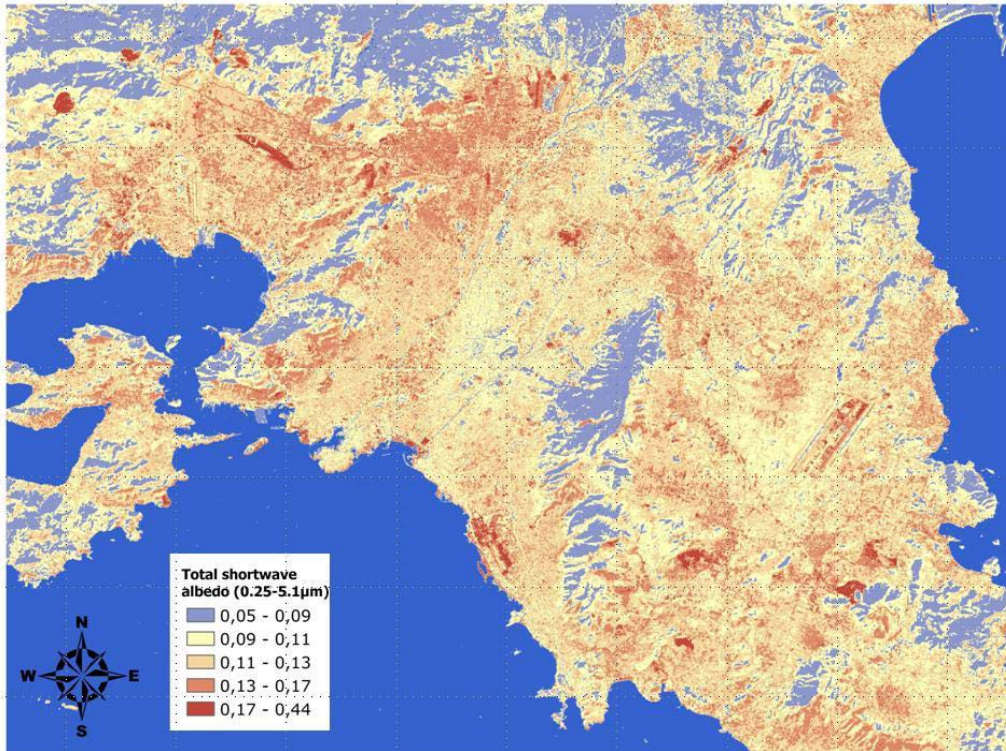 Total shortwave
albedo (0.25-5.1µm)
0,05 - 0,09
0,09 - 0,11
0,11 - 0,13
0,13 - 0,17
0,17 - 0,44
N
W E
S